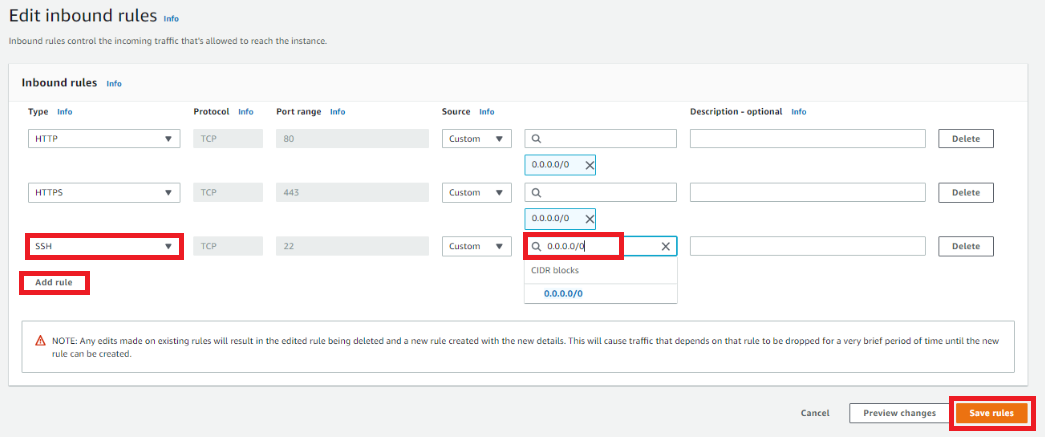 Edit inbound rules Info
Inbound rules control the incoming traffic that's allowed to reach the instance.
Inbound rules Info
Type Info Protocol Info Port range Info Source Info Description - optional Info
HTTP TCP 80 Custom Delete
0.0.0.0/0
HTTPS TCP 443 Custom Delete
0.0.0.0/0
SSH TCP 22 Custom 0.0.0.0/0 Delete
CIDR blocks
Add rule
0.0.0.0/0
NOTE: Any edits made on existing rules will result in the edited rule being deleted and a new rule created with the new details. This will cause traffic that depends on that rule to be dropped for a very brief period of time until the new
rule can be created.
Cancel Preview changes Save rules